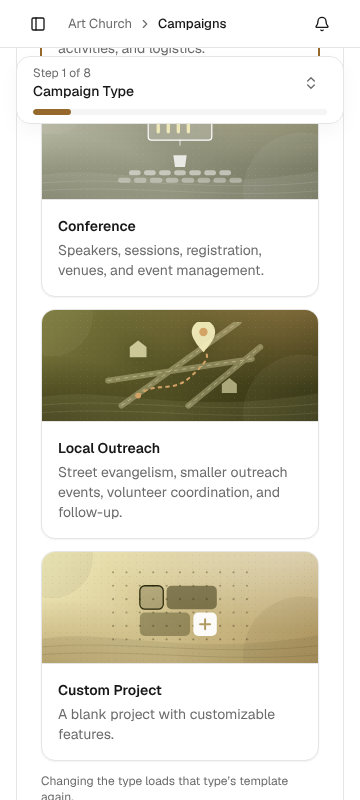 Art Church > Campaigns
activities, and logistics.
Step 1 of 8
Campaign Type
Conference
Speakers, sessions, registration,
venues, and event management.
Local Outreach
Street evangelism, smaller outreach
events, volunteer coordination, and
follow-up.
Custom Project
A blank project with customizable
features.
Changing the type loads that type's template
again.